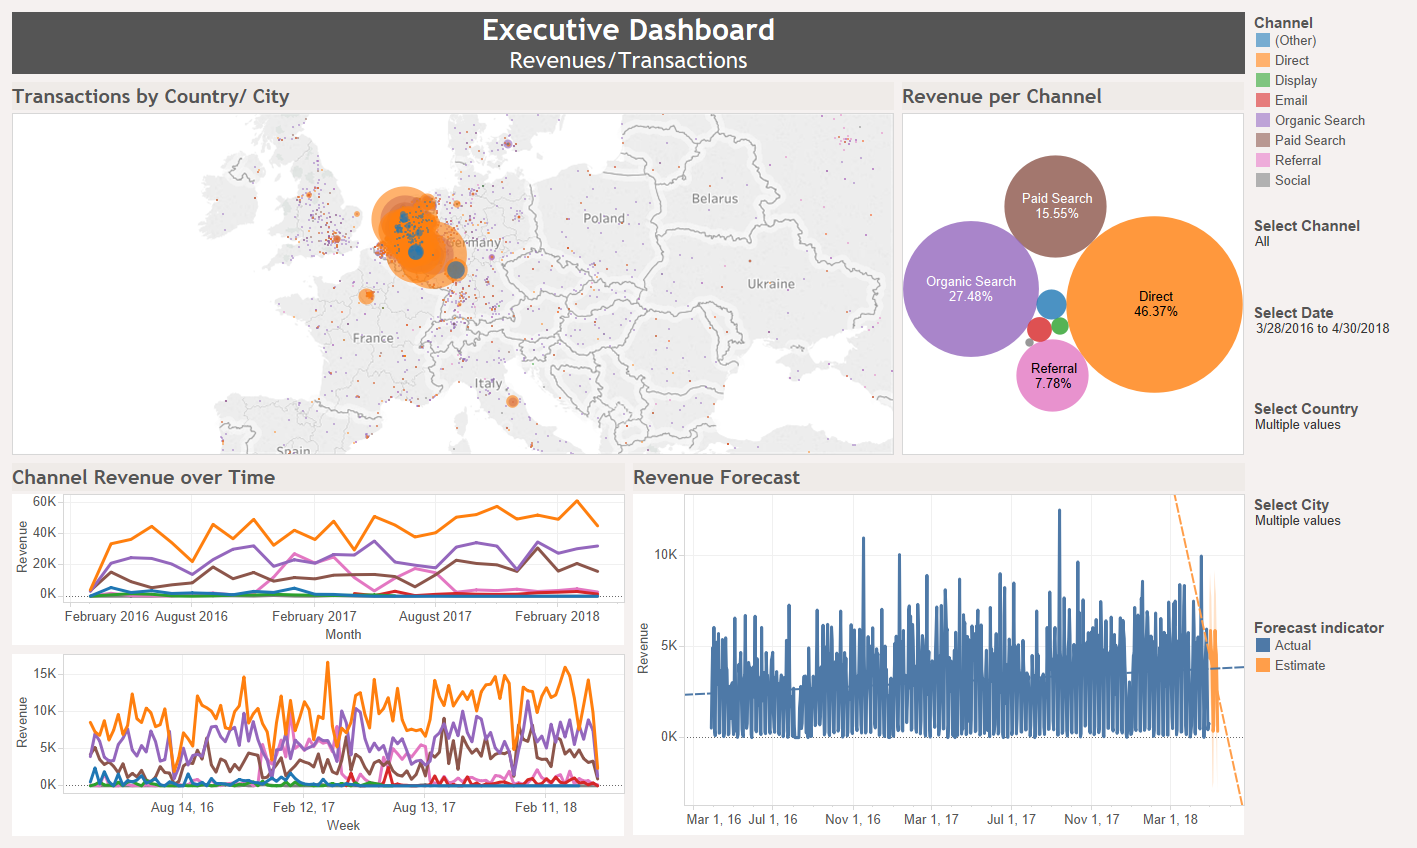 Executive Dashboard
Revenues/Transactions
Transactions by Country/ City
Belarus
Poland
Germany
Ukraine
France
Italy
Spain
Revenue per Channel
Paid Search
15.55%
Organic Search
27.48%
Direct
46.37%
Referral
7.78%
Channel
(Other)
Direct
Display
Email
Organic Search
Paid Search
Referral
Social
Select Channel
All
Select Date
3/28/2016 to 4/30/2018
Select Country
Multiple values
Select City
Multiple values
Forecast indicator
Actual
Estimate
Channel Revenue over Time
Revenue
60K
40K
20K
0K
February 2016 August 2016 February 2017 August 2017 February 2018
Month
Revenue
15K
10K
5K
0K
Aug 14, 16 Feb 12, 17 Aug 13, 17 Feb 11, 18
Week
Revenue Forecast
Revenue
10K
5K
0K
Mar 1, 16 Jul 1, 16 Nov 1, 16 Mar 1, 17 Jul 1, 17 Nov 1, 17 Mar 1, 18